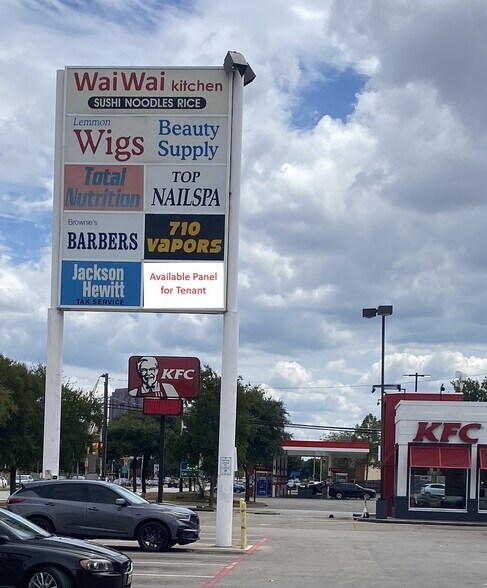 WaiWai kitchen
SUSHI NOODLES RICE
Lemmon
Wigs
Beauty
Supply
Total
Nutrition
TOP
NAILSPA
Brownie's
BARBERS
710
VAPORS
Jackson
Hewitt
TAX SERVICE
Available Panel
for Tenant
KFC
KFC